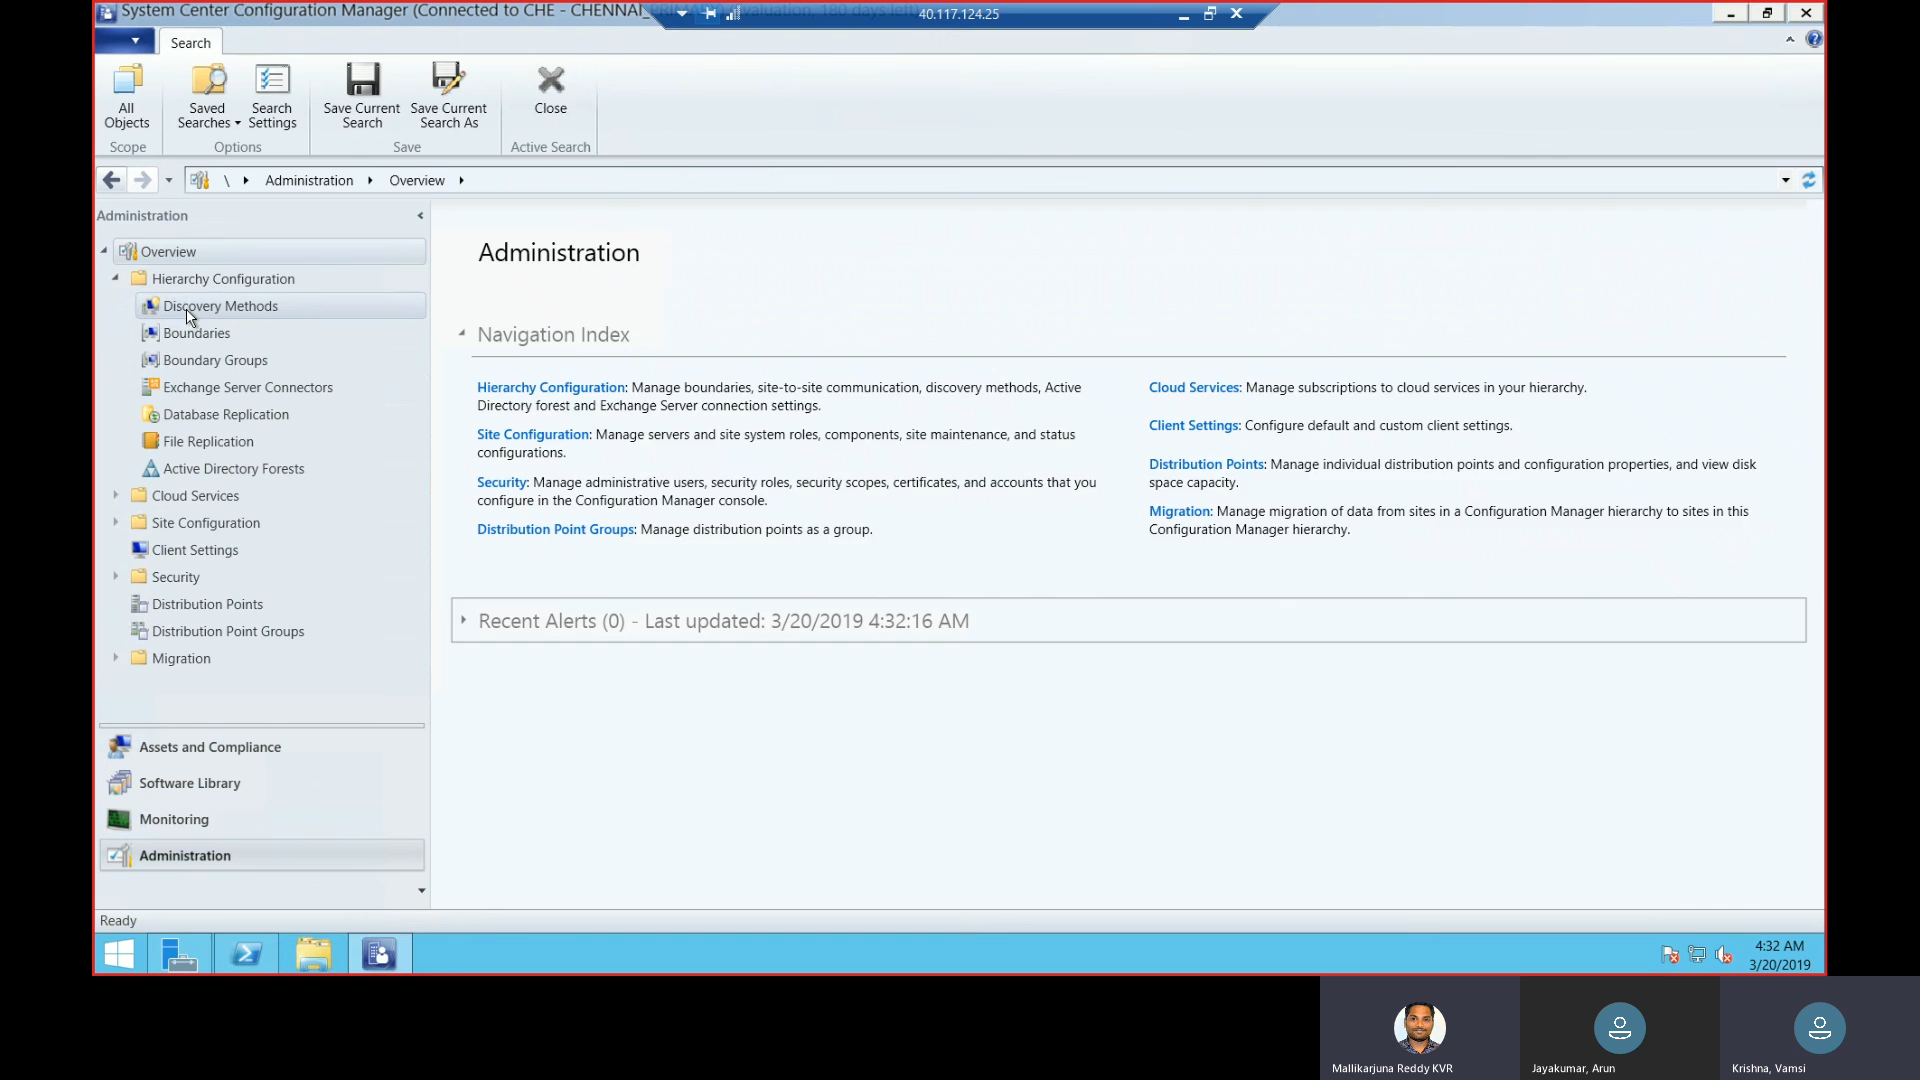 System Center Configuration Manager (Connected to CHE - CHENNAI_PRIMARY) (Evaluation, 180 days left)
40.117.124.25
Search
All
Objects
Saved
Searches
Search
Settings
Save Current
Search
Save Current
Search As
Close
Scope
Options
Save
Active Search
\ Administration Overview
Administration
Overview
Hierarchy Configuration
Discovery Methods
Boundaries
Boundary Groups
Exchange Server Connectors
Database Replication
File Replication
Active Directory Forests
Cloud Services
Site Configuration
Client Settings
Security
Distribution Points
Distribution Point Groups
Migration
Assets and Compliance
Software Library
Monitoring
Administration
Administration
Navigation Index
Hierarchy Configuration: Manage boundaries, site-to-site communication, discovery methods, Active
Directory forest and Exchange Server connection settings.
Site Configuration: Manage servers and site system roles, components, site maintenance, and status
configurations.
Security: Manage administrative users, security roles, security scopes, certificates, and accounts that you
configure in the Configuration Manager console.
Distribution Point Groups: Manage distribution points as a group.
Cloud Services: Manage subscriptions to cloud services in your hierarchy.
Client Settings: Configure default and custom client settings.
Distribution Points: Manage individual distribution points and configuration properties, and view disk
space capacity.
Migration: Manage migration of data from sites in a Configuration Manager hierarchy to sites in this
Configuration Manager hierarchy.
Recent Alerts (0) - Last updated: 3/20/2019 4:32:16 AM
Ready
4:32 AM
3/20/2019
Mallikarjuna Reddy KVR
Jayakumar, Arun
Krishna, Vamsi